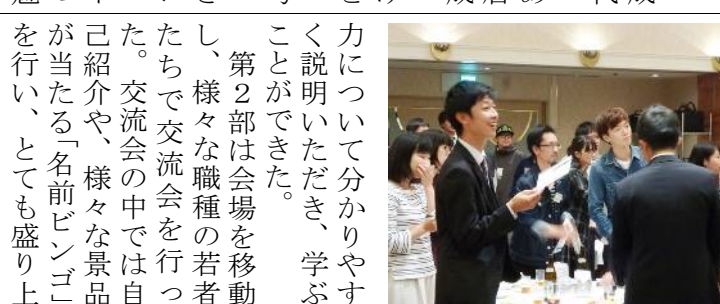 力について分かりやす
く説明いただき、学ぶ
ことができた。
第２部は会場を移動
し、様々な職種の若者
たちで交流会を行っ
た。交流会の中では自
己紹介や、様々な景品
が当たる「名前ビンゴ」
を行い、とても盛り上